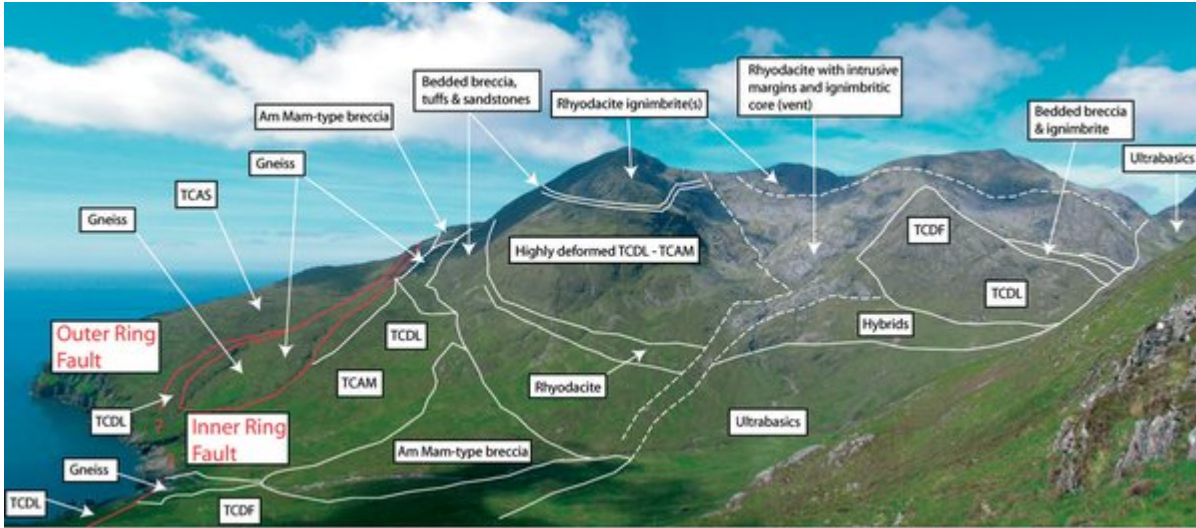 Bedded breccia,
tuffs & sandstones
Rhyodacite with intrusive
margins and ignimbritic
core (vent)
Rhyodacite ignimbrite(s)
Am Mam-type breccia
Bedded breccia
& ignimbrite
Ultrabasics
Gneiss
TCAS
Gneiss
TCDF
Highly deformed TCDL - TCAM
TCDL
Outer Ring
Fault
TCDL
Hybrids
TCAM
Rhyodacite
TCDL
?
Inner Ring
Fault
Ultrabasics
Am Mam-type breccia
Gneiss
TCDL
TCDF